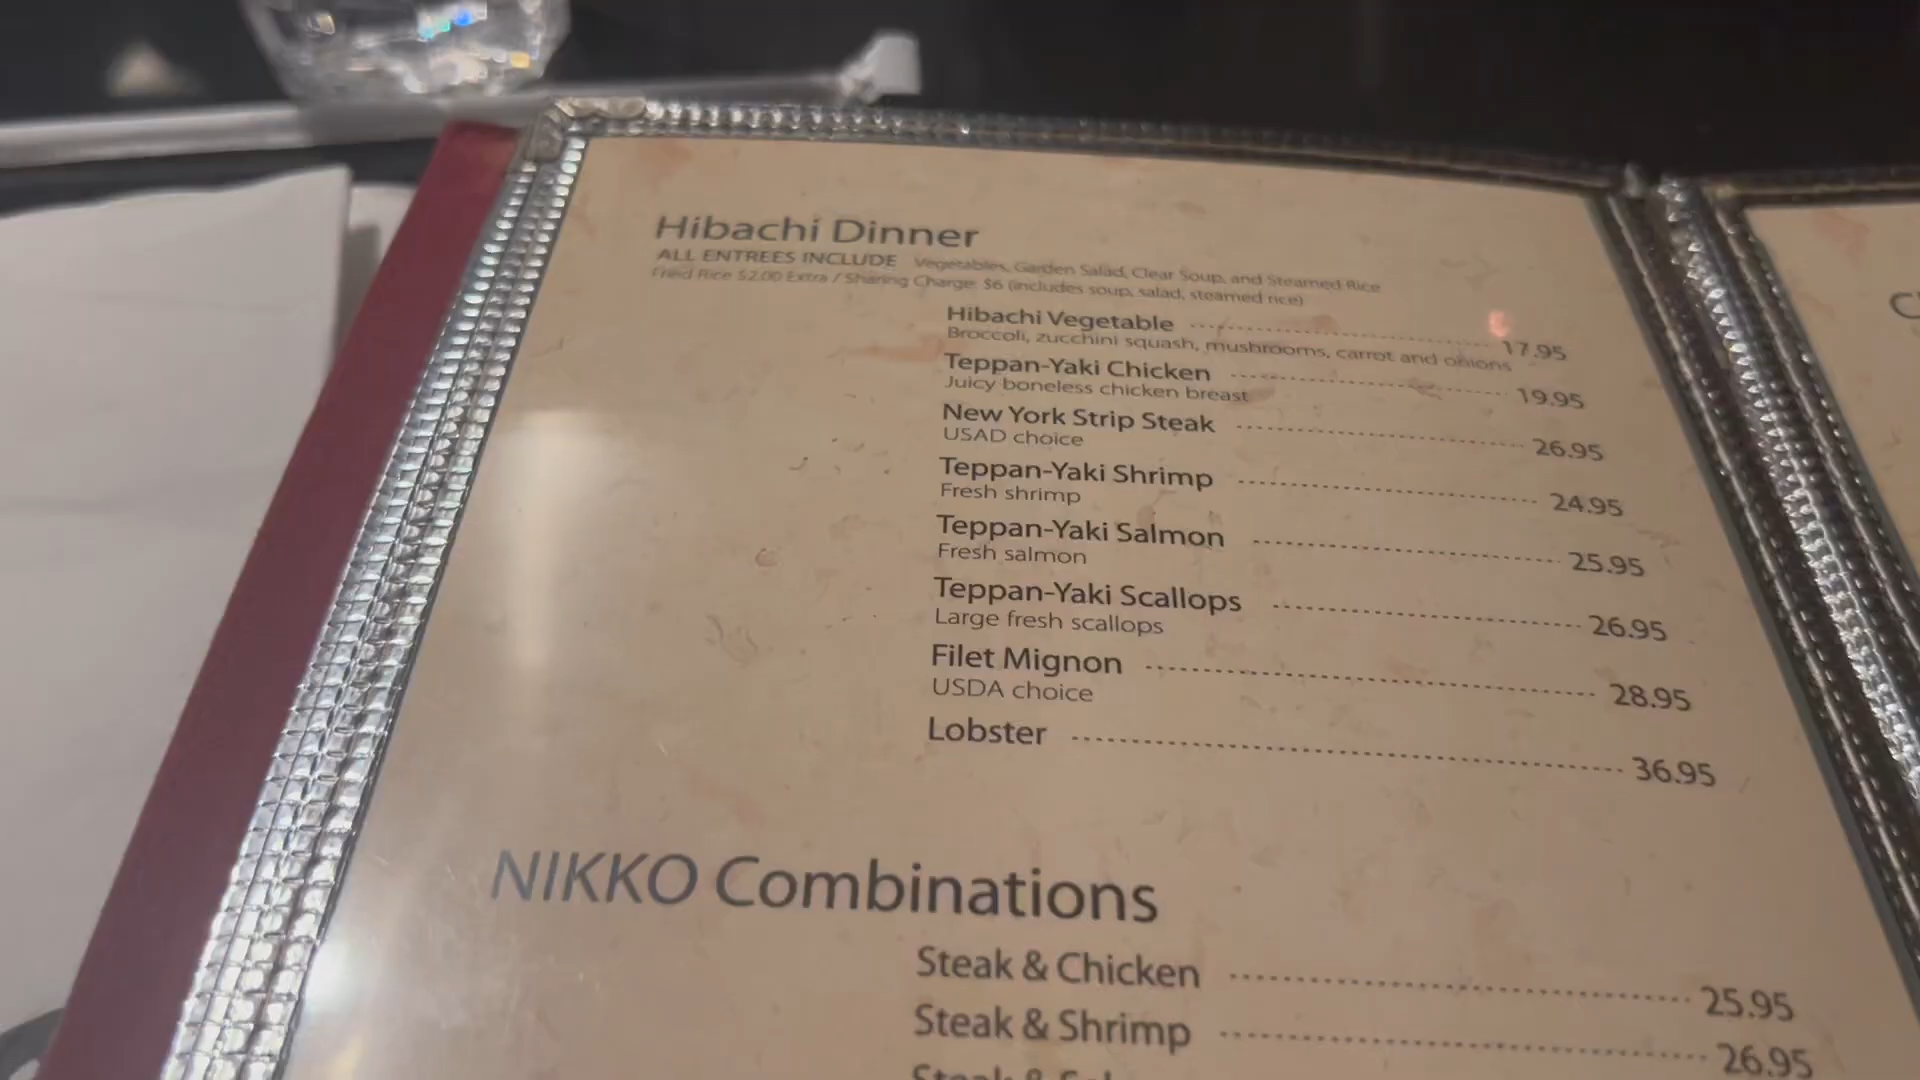 Hibachi Dinner
ALL ENTREES INCLUDE Vegetables, Garden Salad, Clear Soup, and Steamed Rice
Fried Rice $2.00 Extra / Sharing Charge: $6 (includes soup, salad, steamed rice)
Hibachi Vegetable 17.95
Broccoli, zucchini squash, mushrooms, carrot and onions
Teppan-Yaki Chicken 19.95
Juicy boneless chicken breast
New York Strip Steak 26.95
USAD choice
Teppan-Yaki Shrimp 24.95
Fresh shrimp
Teppan-Yaki Salmon 25.95
Fresh salmon
Teppan-Yaki Scallops 26.95
Large fresh scallops
Filet Mignon 28.95
USDA choice
Lobster 36.95
NIKKO Combinations
Steak & Chicken 25.95
Steak & Shrimp 26.95